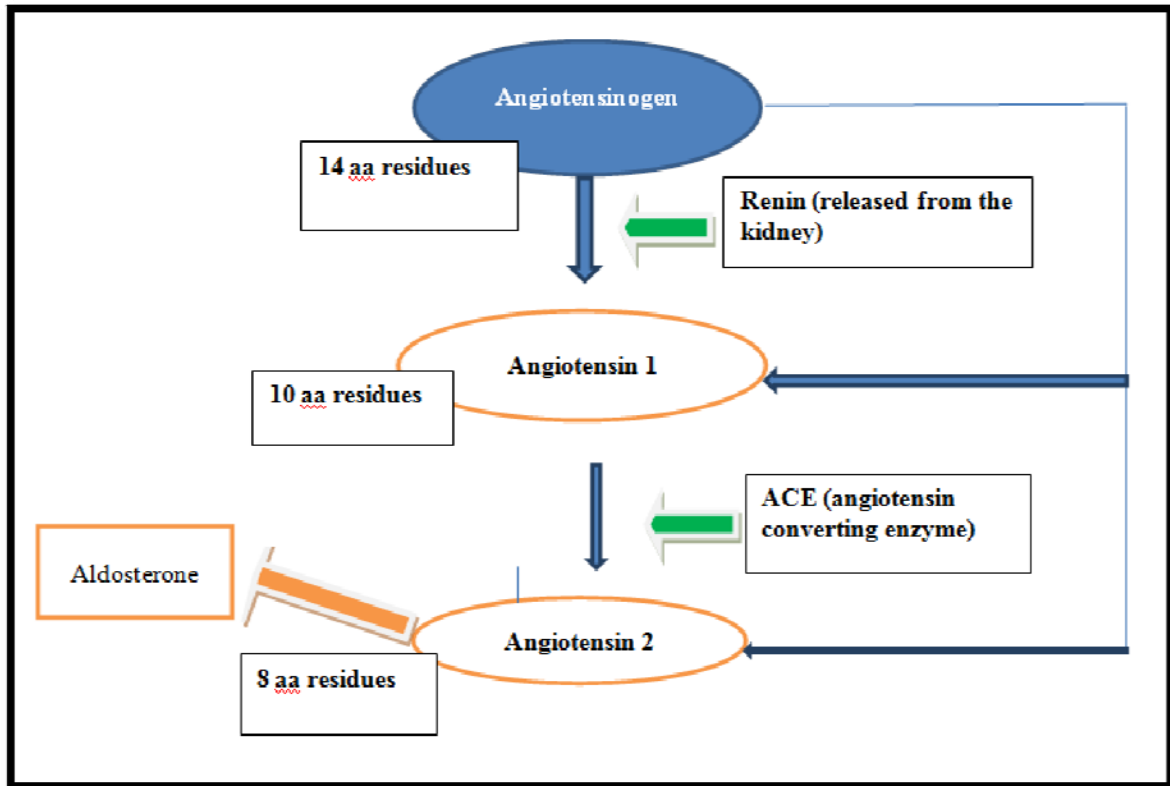 Angiotensinogen
14 aa residues
Renin (released from the
kidney)
Angiotensin 1
10 aa residues
ACE (angiotensin
converting enzyme)
Aldosterone
Angiotensin 2
8 aa residues